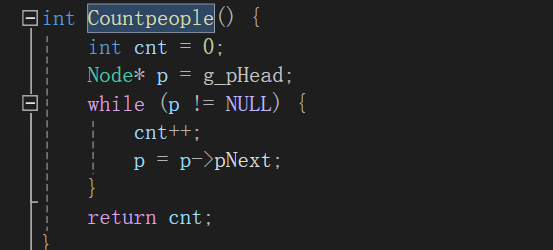 int Countpeople() {
int cnt = 0;
Node* p = g_pHead;
while (p != NULL) {
cnt++;
p = p->pNext;
}
return cnt;
}